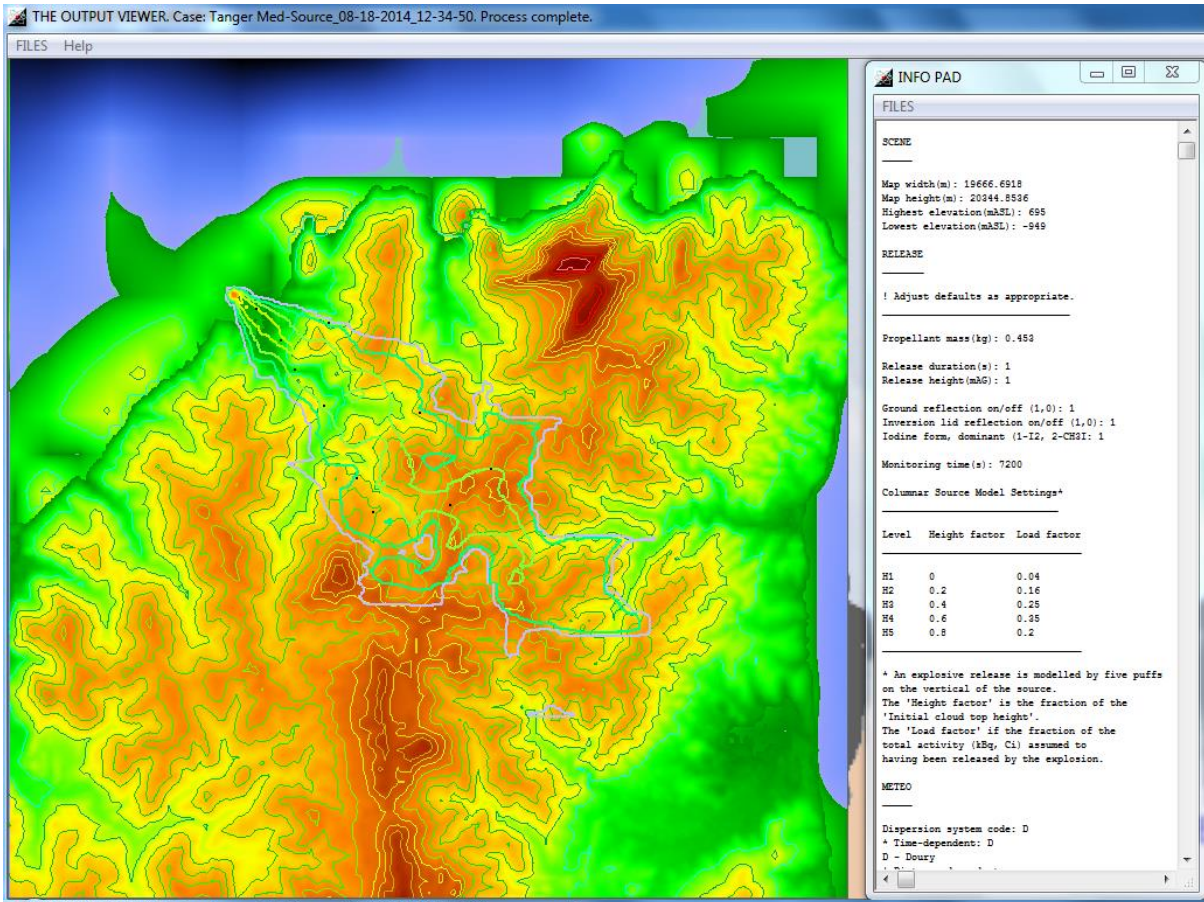 THE OUTPUT VIEWER. Case: Tanger Med-Source_08-18-2014_12-34-50. Process complete.
FILES Help
INFO PAD
FILES
SCENE
Map width(m): 19666.6918
Map height(m): 20344.8536
Highest elevation(mASL): 695
Lowest elevation(mASL): -949
RELEASE
! Adjust defaults as appropriate.
Propellant mass(kg): 0.453
Release duration(s): 1
Release height(mAG): 1
Ground reflection on/off (1,0): 1
Inversion lid reflection on/off (1,0): 1
Iodine form, dominant (1-I2, 2-CH3I: 1
Monitoring time(s): 7200
Columnar Source Model Settings*
Level Height factor Load factor
H1 0 0.04
H2 0.2 0.16
H3 0.4 0.25
H4 0.6 0.35
H5 0.8 0.2
* An explosive release is modelled by five puffs
on the vertical of the source.
The 'Height factor' is the fraction of the
'Initial cloud top height'.
The 'Load factor' if the fraction of the
total activity (kBq, Ci) assumed to
having been released by the explosion.
METEO
Dispersion system code: D
* Time-dependent: D
D - Doury